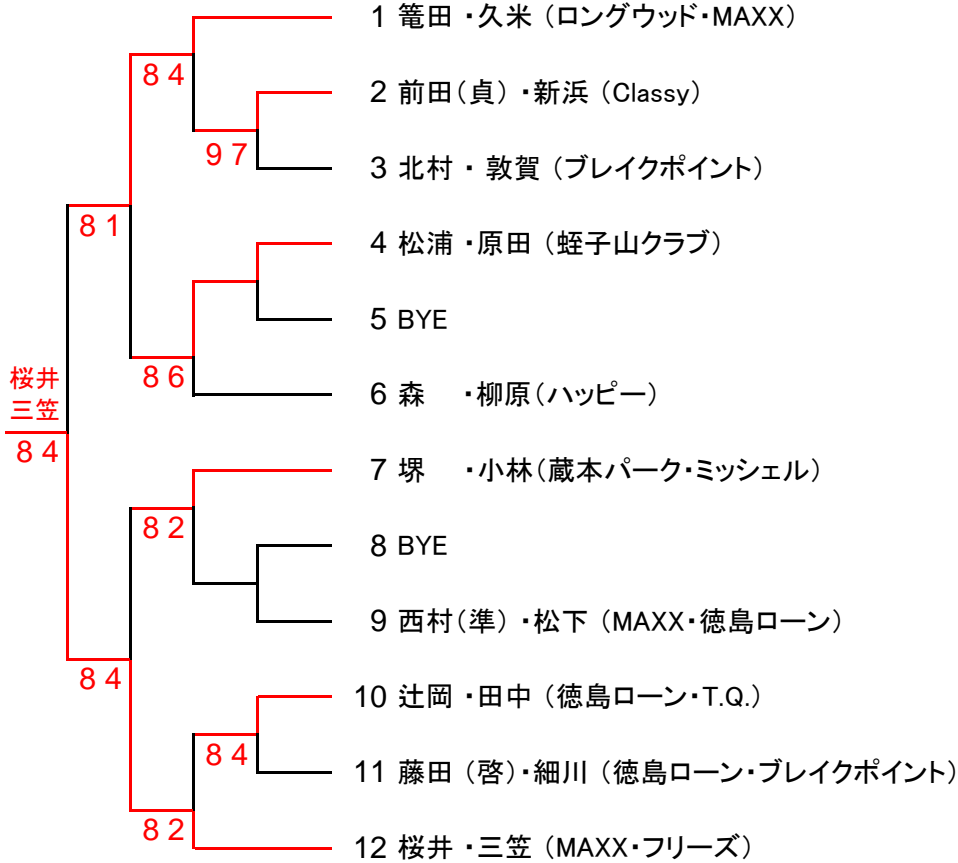 1 篭田 ・久米 （ロングウッド・MAXX）
8 4
2 前田（貞）・新浜 （Classy）
9 7
3 北村 ・ 敦賀 （ブレイクポイント）
8 1
4 松浦 ・原田 （蛭子山クラブ）
5 BYE
8 6
6 森 ・柳原（ハッピー）
桜井
三笠
8 4
7 堺 ・小林（蔵本パーク・ミッシェル）
8 2
8 BYE
9 西村（準）・松下 （MAXX・徳島ローン）
8 4
10 辻岡 ・田中 （徳島ローン・T.Q.）
8 4
11 藤田 （啓）・細川 （徳島ローン・ブレイクポイント）
8 2
12 桜井 ・三笠 （MAXX・フリーズ）